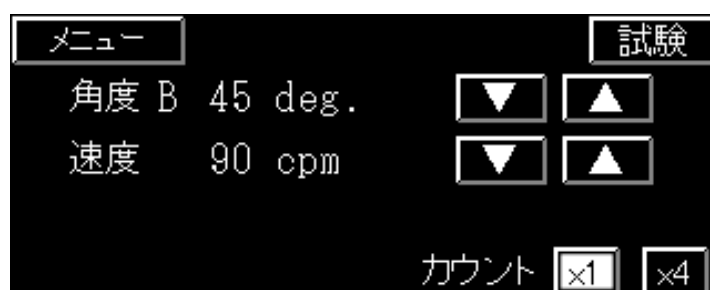 メニュー 試験
角度 B 45 deg. ▼ ▲
速度 90 cpm ▼ ▲
カウント ×1 ×4